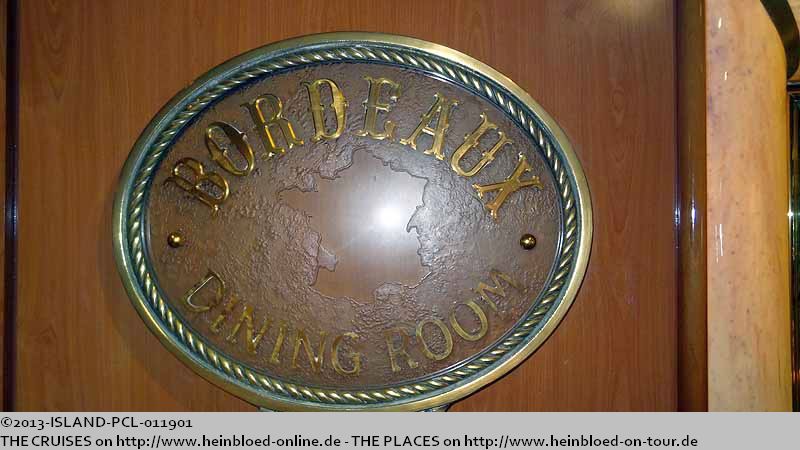 BORDEAUX
DINING ROOM
©2013-ISLAND-PCL-011901
THE CRUISES on http://www.heinbloed-online.de - THE PLACES on http://www.heinbloed-on-tour.de